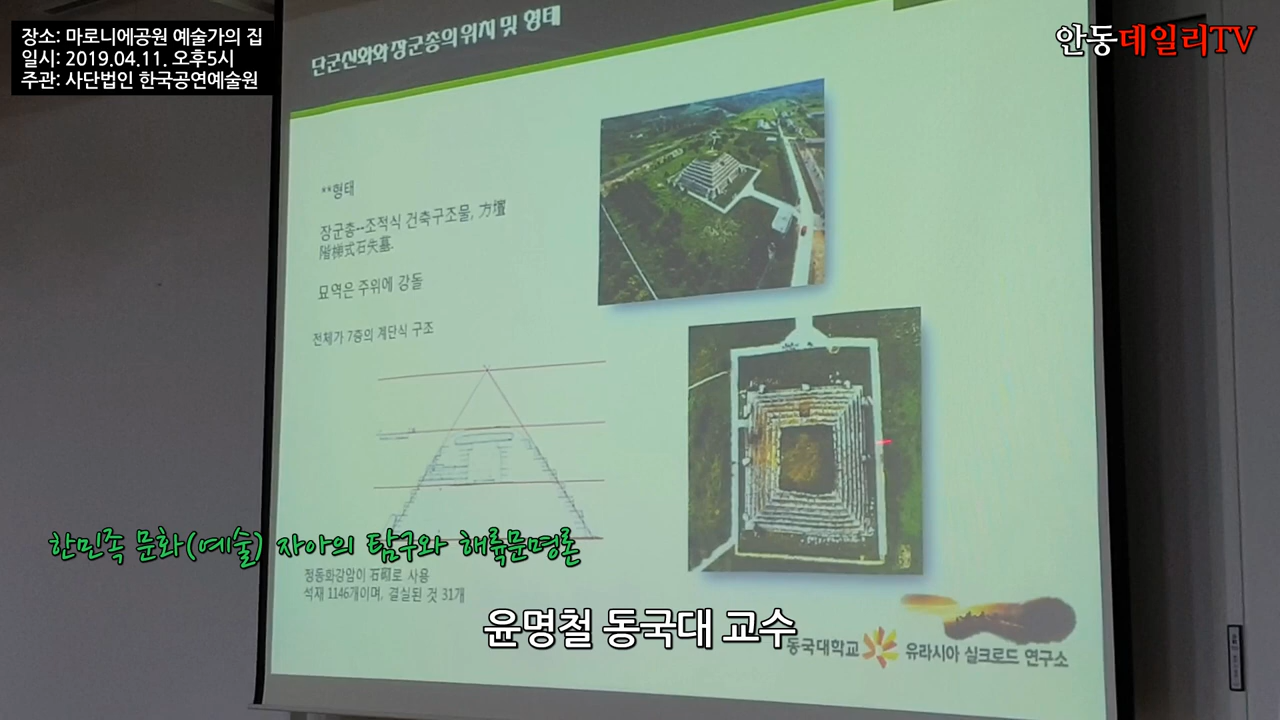 장소: 마로니에공원 예술가의 집
일시: 2019.04.11. 오후5시
주관: 사단법인 한국공연예술원
안동데일리TV
단군신화와 장군총의 위치 및 형태
**형태
장군총--조적식 건축구조물, 方壇
階梯式石失墓.
묘역은 주위에 강돌
전체가 7층의 계단식 구조
한민족 문화(예술) 자아의 탐구와 해륙문명론
정동화강암이 石 로 사용
석재 1146개이며, 결실된 것 31개
윤명철 동국대 교수
동국대학교 유라시아 실크로드 연구소